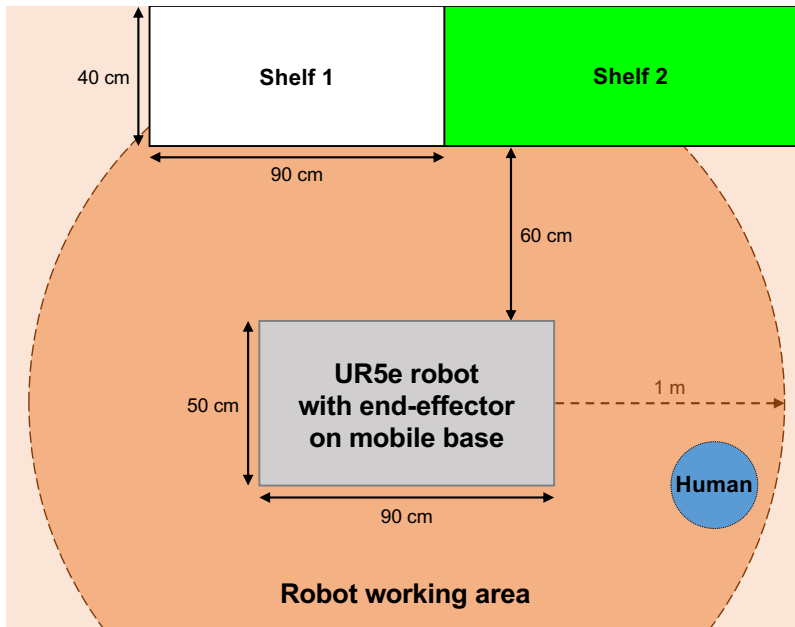 40 cm
Shelf 1
Shelf 2
90 cm
60 cm
50 cm
UR5e robot
with end-effector
on mobile base
1 m
Human
90 cm
Robot working area